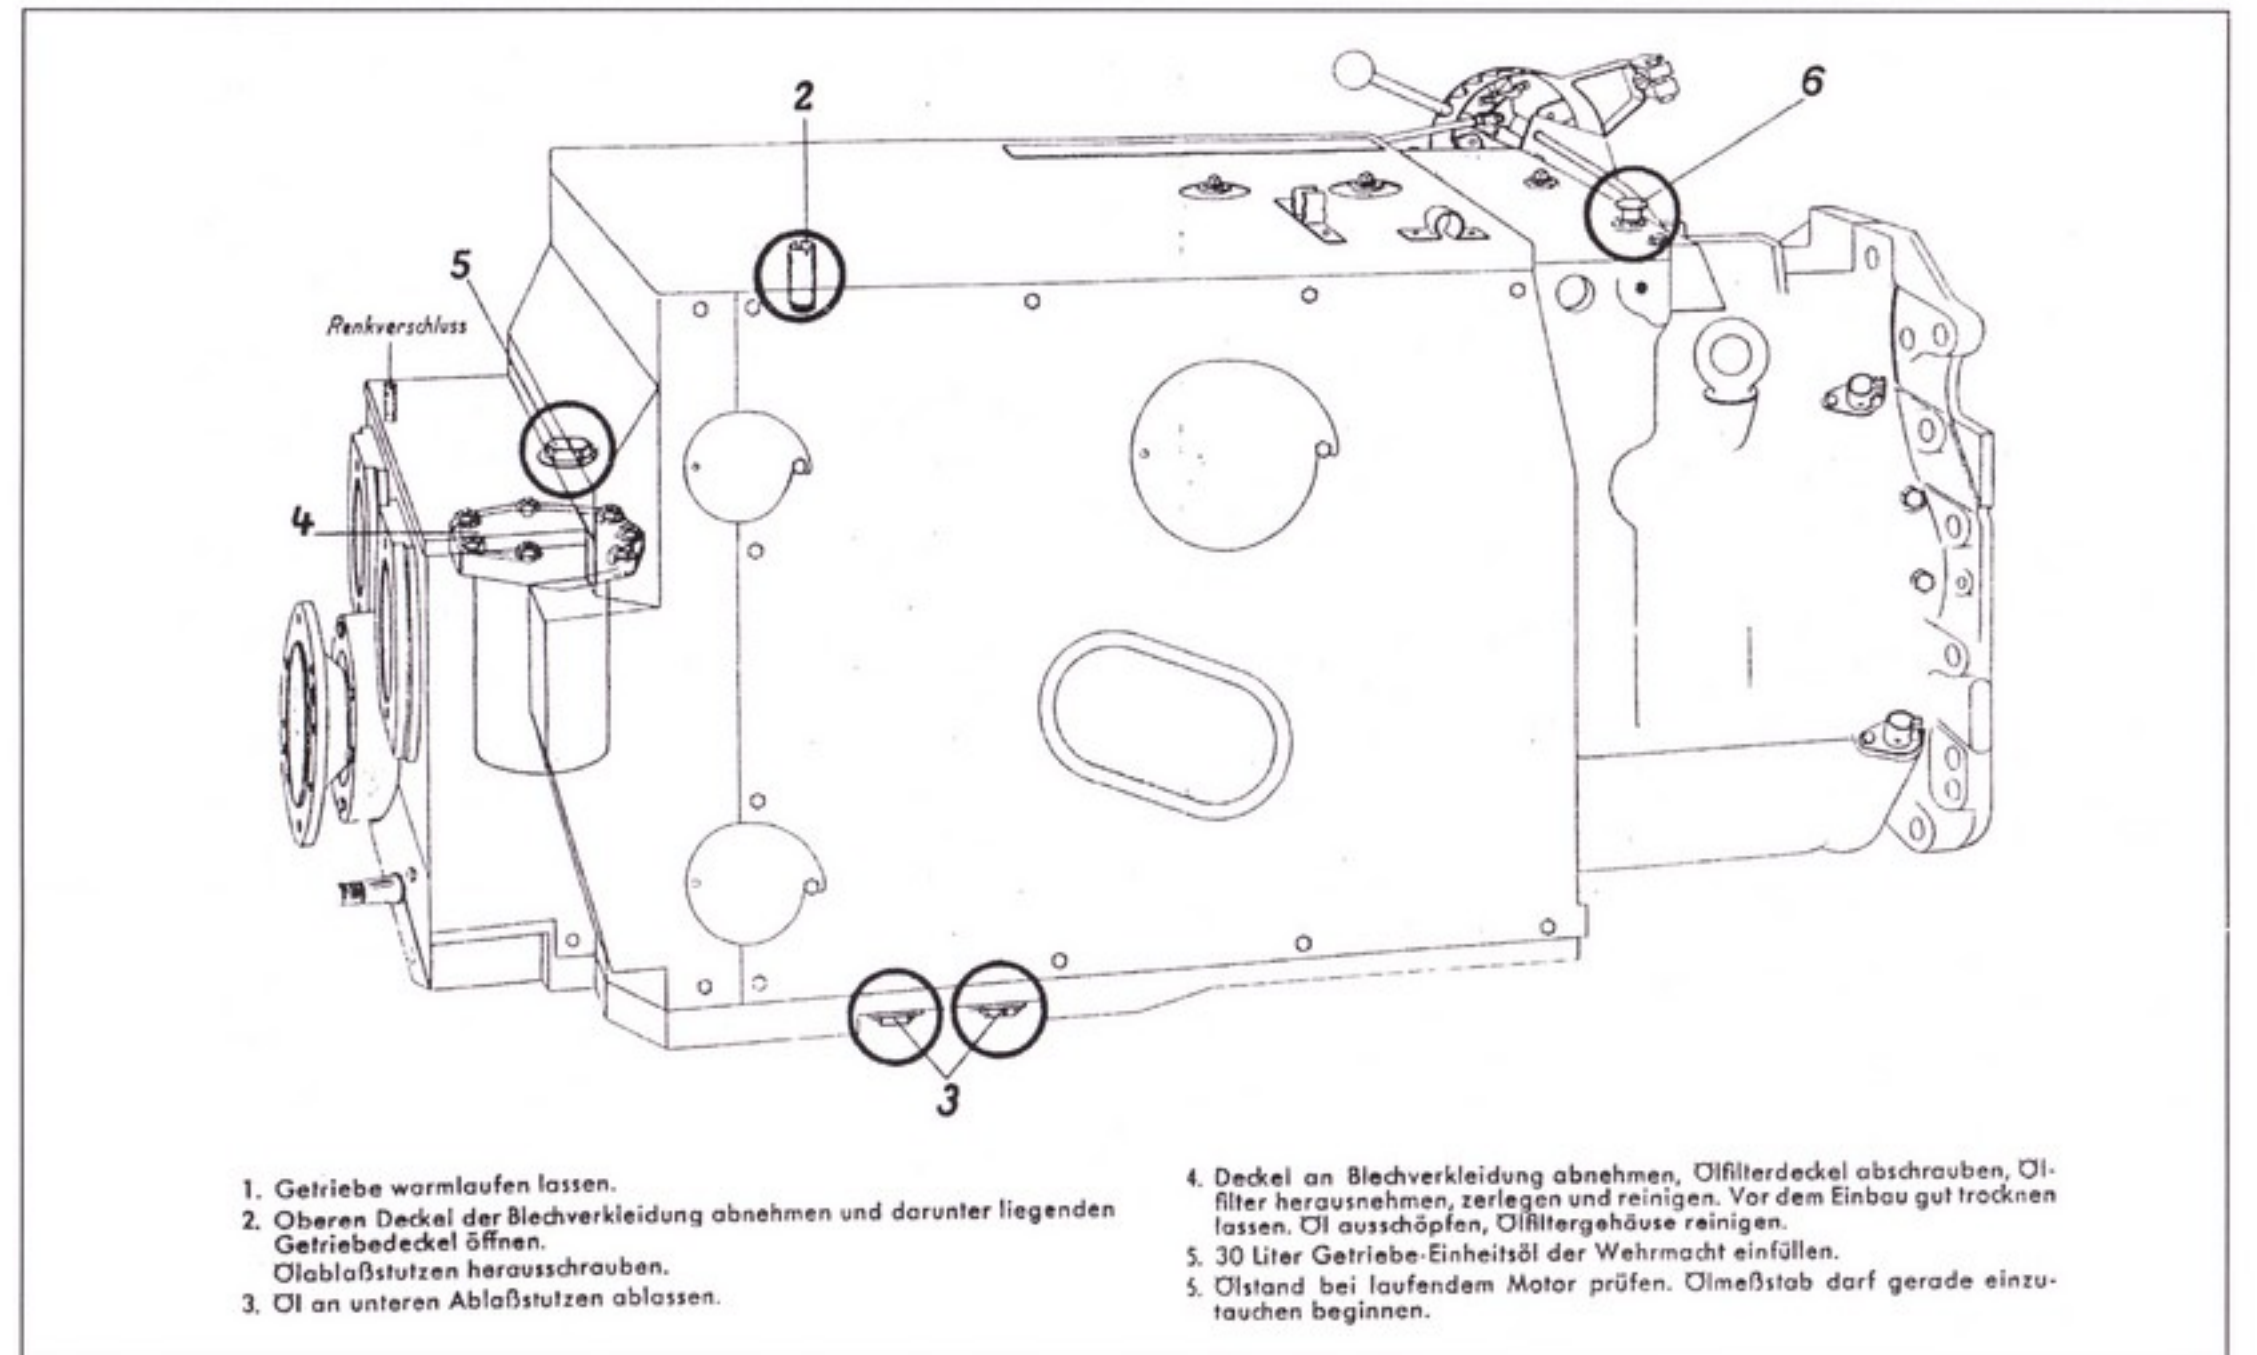 2
6
5
Renkverschluss
4
3
1. Getriebe warmlaufen lassen.
2. Oberen Deckel der Blechverkleidung abnehmen und darunter liegenden
Getriebedeckel öffnen.
Ölablaßstutzen herausschrauben.
3. Öl an unteren Ablaßstutzen ablassen.
4. Deckel an Blechverkleidung abnehmen, Ölfilterdeckel abschrauben, Öl-
filter herausnehmen, zerlegen und reinigen. Vor dem Einbau gut trocknen
lassen. Öl ausschöpfen, Ölfiltergehäuse reinigen.
5. 30 Liter Getriebe-Einheitsöl der Wehrmacht einfüllen.
5. Ölstand bei laufendem Motor prüfen. Ölmeßstab darf gerade einzu-
tauchen beginnen.